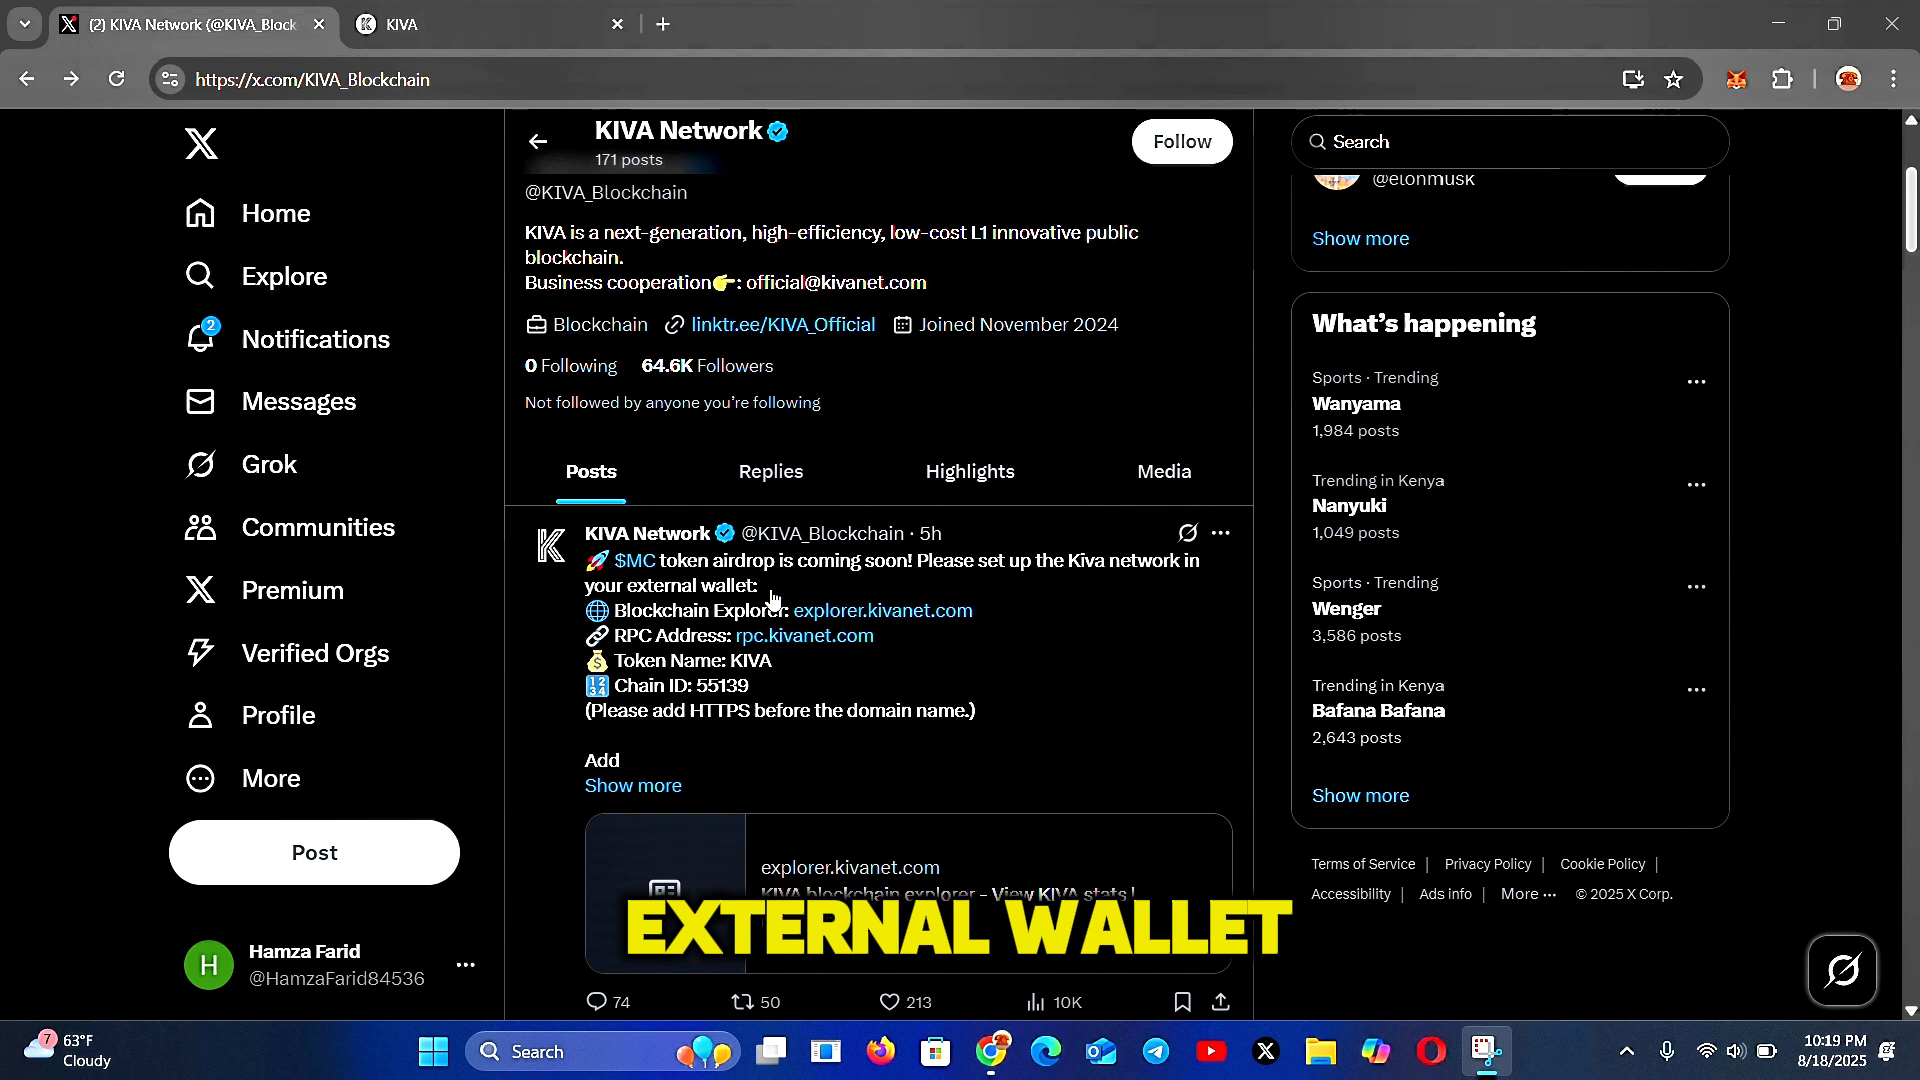 (2) KIVA Network (@KIVA_Block
KIVA
https://x.com/KIVA_Blockchain
KIVA Network
171 posts
Follow
@KIVA_Blockchain
KIVA is a next-generation, high-efficiency, low-cost L1 innovative public
blockchain.
Business cooperation👉: official@kivanet.com
Blockchain linktr.ee/KIVA_Official Joined November 2024
0 Following 64.6K Followers
Not followed by anyone you're following
Posts Replies Highlights Media
KIVA Network @KIVA_Blockchain · 5h
🚀 $MC token airdrop is coming soon! Please set up the Kiva network in
your external wallet:
🌐 Blockchain Explorer: explorer.kivanet.com
🔗 RPC Address: rpc.kivanet.com
💰 Token Name: KIVA
🔢 Chain ID: 55139
(Please add HTTPS before the domain name.)
Add
Show more
explorer.kivanet.com
KIVA blockchain explorer - View KIVA stats |
EXTERNAL WALLET
74 50 213 10K
Home
Explore
2
Notifications
Messages
Grok
Communities
Premium
Verified Orgs
Profile
More
Post
H
Hamza Farid
@HamzaFarid84536
Search
@elonmusk
Show more
What's happening
Sports · Trending
Wanyama
1,984 posts
Trending in Kenya
Nanyuki
1,049 posts
Sports · Trending
Wenger
3,586 posts
Trending in Kenya
Bafana Bafana
2,643 posts
Show more
Terms of Service | Privacy Policy | Cookie Policy |
Accessibility | Ads info | More ··· © 2025 X Corp.
7
63°F
Cloudy
Search
10:19 PM
8/18/2025